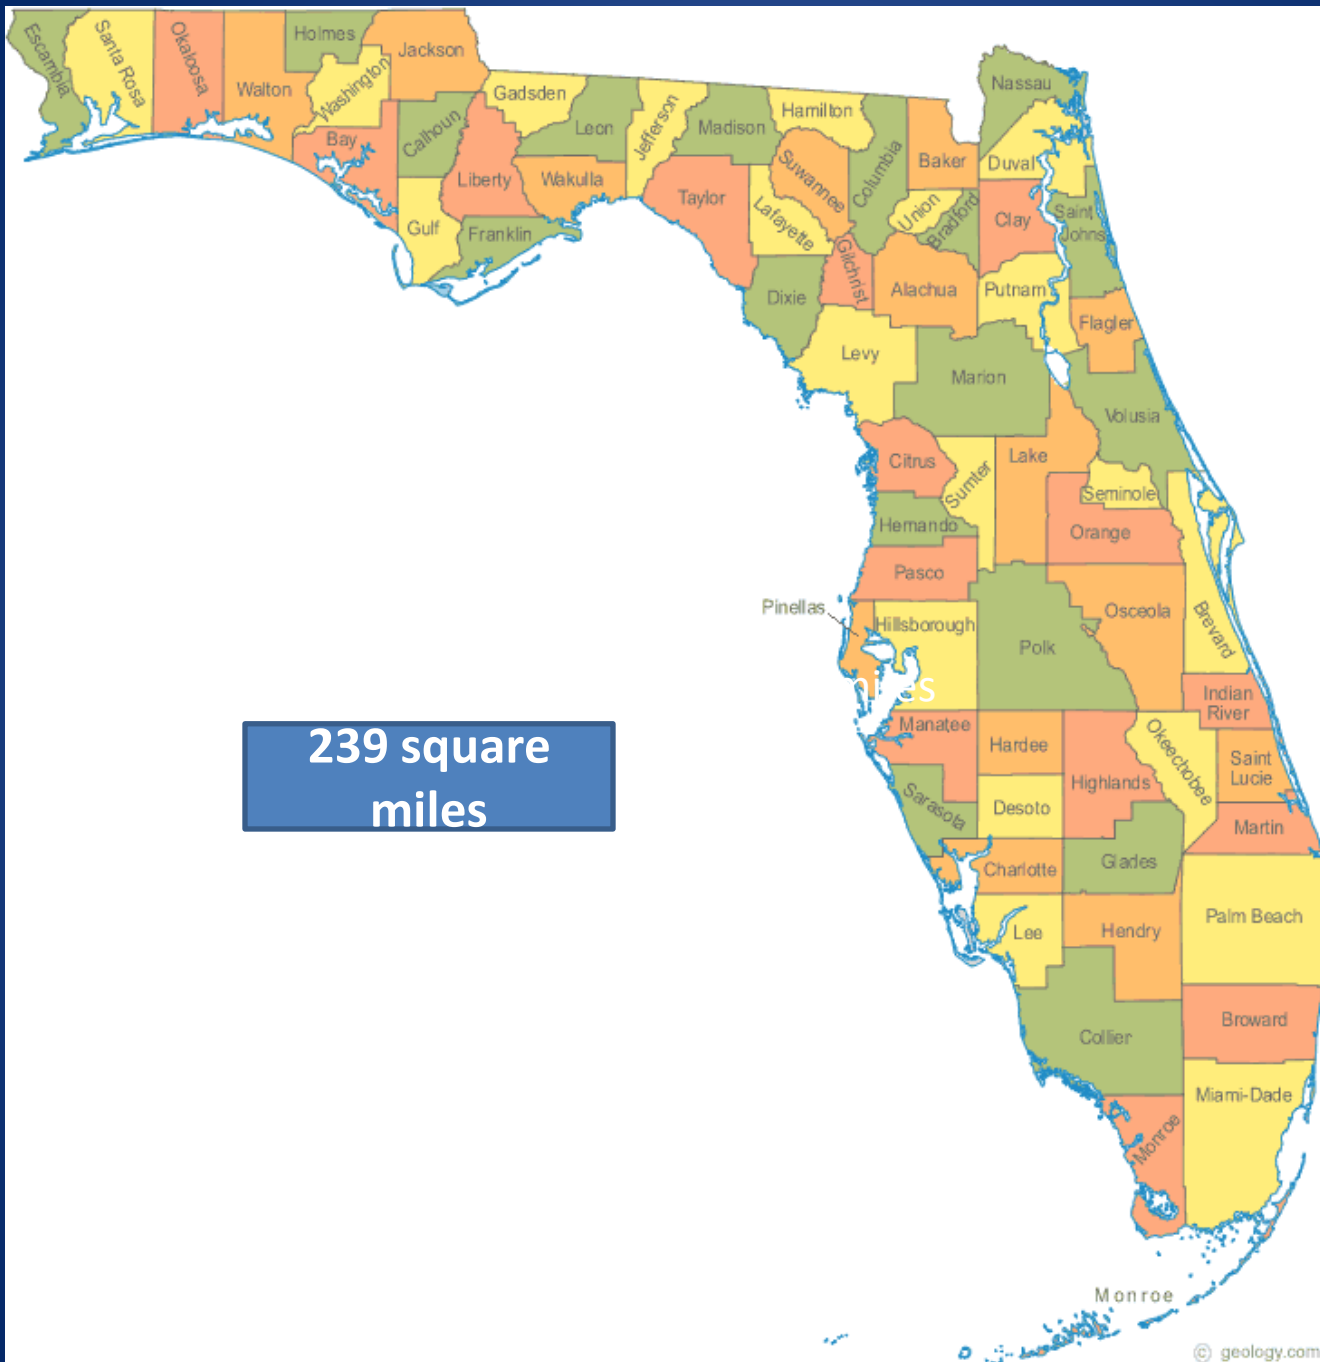 Escambia
Santa Rosa
Okaloosa
Walton
Holmes
Washington
Jackson
Bay
Calhoun
Gulf
Liberty
Gadsden
Franklin
Leon
Wakulla
Jefferson
Madison
Taylor
Hamilton
Suwannee
Lafayette
Dixie
Columbia
Gilchrist
Baker
Union
Bradford
Alachua
Levy
Nassau
Duval
Clay
Saint
Johns
Putnam
Flagler
Marion
Volusia
Citrus
Sumter
Lake
Seminole
Hernando
Orange
Pasco
Pinellas
Hillsborough
Polk
Osceola
Brevard
miles
Indian
River
Manatee
Hardee
Highlands
Okeechobee
Saint
Lucie
239 square
miles
Sarasota
Desoto
Martin
Charlotte
Glades
Palm Beach
Lee
Hendry
Broward
Collier
Miami-Dade
Monroe
Monroe
© geology.com